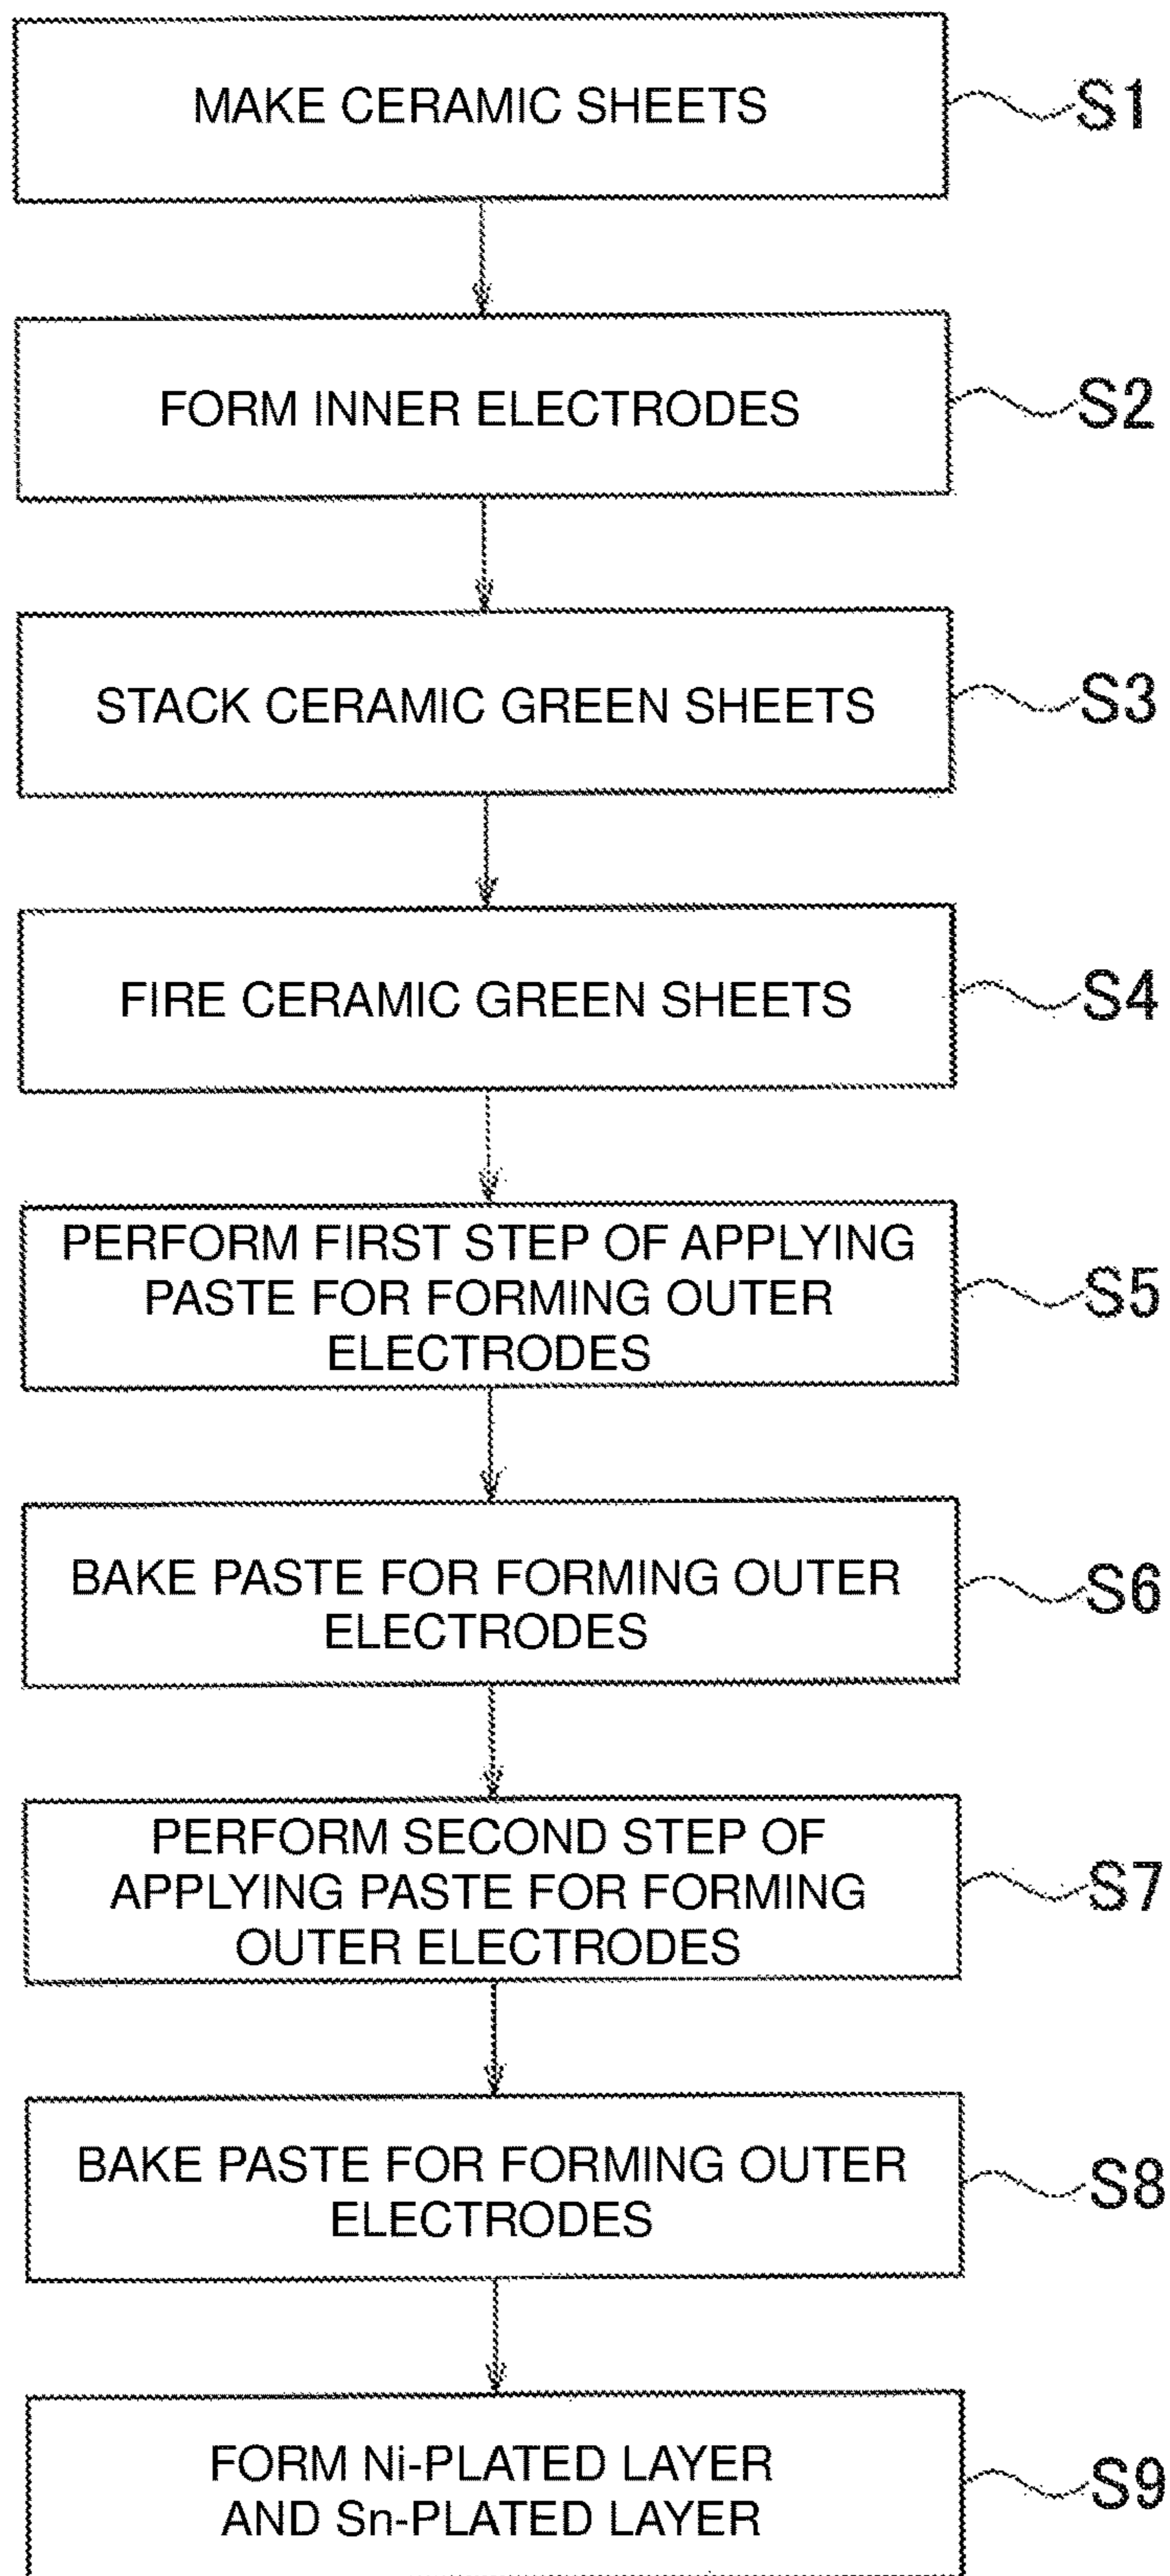 MAKE CERAMIC SHEETS
S1
FORM INNER ELECTRODES
S2
STACK CERAMIC GREEN SHEETS
S3
FIRE CERAMIC GREEN SHEETS
S4
PERFORM FIRST STEP OF APPLYING
PASTE FOR FORMING OUTER
ELECTRODES
S5
BAKE PASTE FOR FORMING OUTER
ELECTRODES
S6
PERFORM SECOND STEP OF
APPLYING PASTE FOR FORMING
OUTER ELECTRODES
S7
BAKE PASTE FOR FORMING OUTER
ELECTRODES
S8
FORM Ni-PLATED LAYER
AND Sn-PLATED LAYER
S9